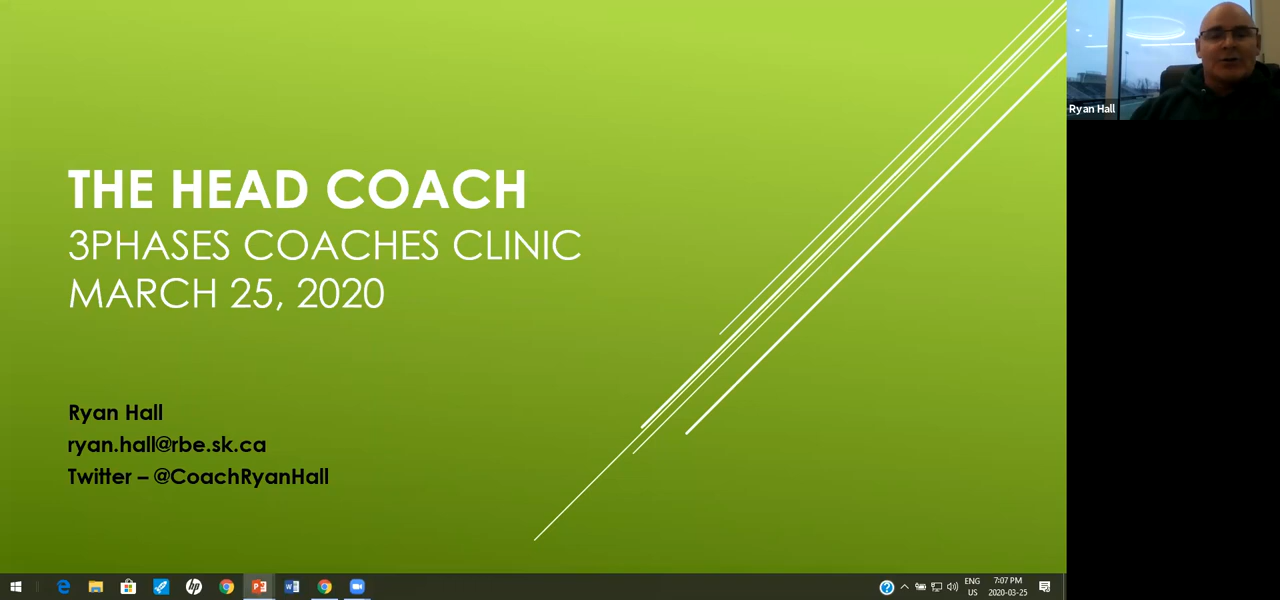 THE HEAD COACH
3PHASES COACHES CLINIC
MARCH 25, 2020
Ryan Hall
ryan.hall@rbe.sk.ca
Twitter – @CoachRyanHall
Ryan Hall
ENG
US
7:07 PM
2020-03-25